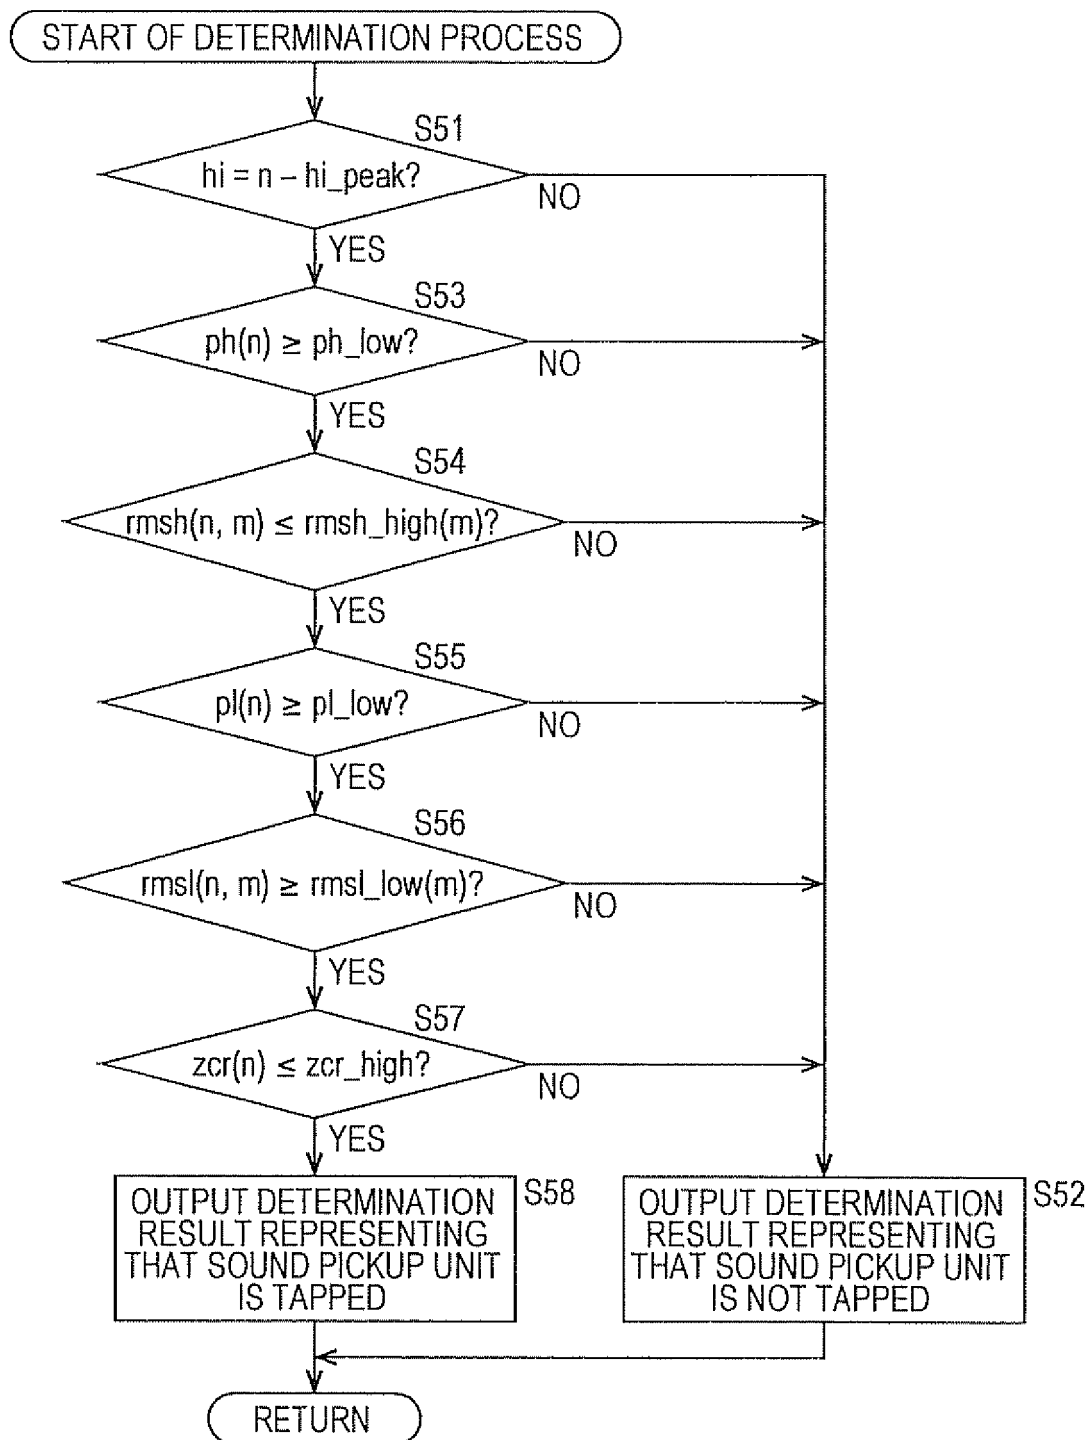 START OF DETERMINATION PROCESS
S51
hi = n – hi_peak?
NO
YES
S53
ph(n) ≥ ph_low?
NO
YES
S54
rmsh(n, m) ≤ rmsh_high(m)?
NO
YES
S55
pl(n) ≥ pl_low?
NO
YES
S56
rmsl(n, m) ≥ rmsl_low(m)?
NO
YES
S57
zcr(n) ≤ zcr_high?
NO
YES
S58
OUTPUT DETERMINATION
RESULT REPRESENTING
THAT SOUND PICKUP UNIT
IS TAPPED
S52
OUTPUT DETERMINATION
RESULT REPRESENTING
THAT SOUND PICKUP UNIT
IS NOT TAPPED
RETURN